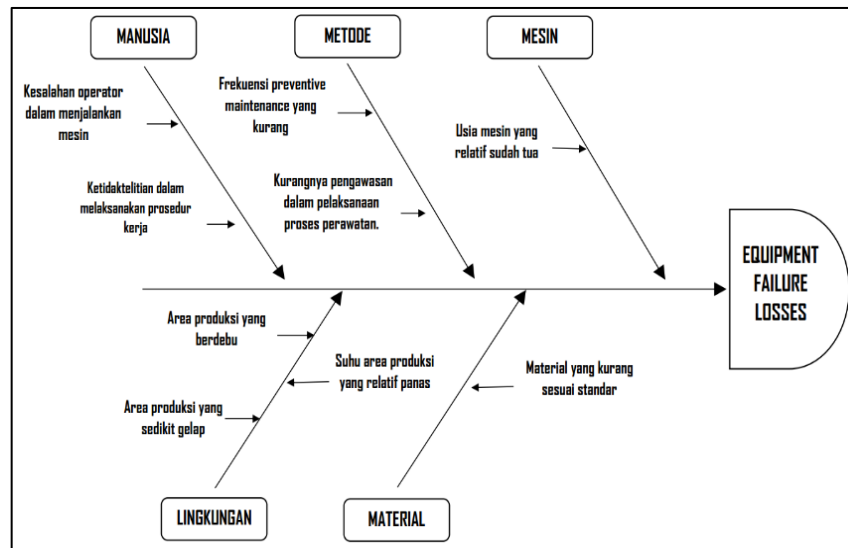 MANUSIA
METODE
MESIN
Kesalahan operator
dalam menjalankan
mesin
Frekuensi preventive
maintenance yang
kurang
Usia mesin yang
relatif sudah tua
Ketidaktelitian dalam
melaksanakan prosedur
kerja
Kurangnya pengawasan
dalam pelaksanaan
proses perawatan.
EQUIPMENT
FAILURE
LOSSES
Area produksi yang
berdebu
Suhu area produksi
yang relatif panas
Material yang kurang
sesuai standar
Area produksi yang
sedikit gelap
LINGKUNGAN
MATERIAL